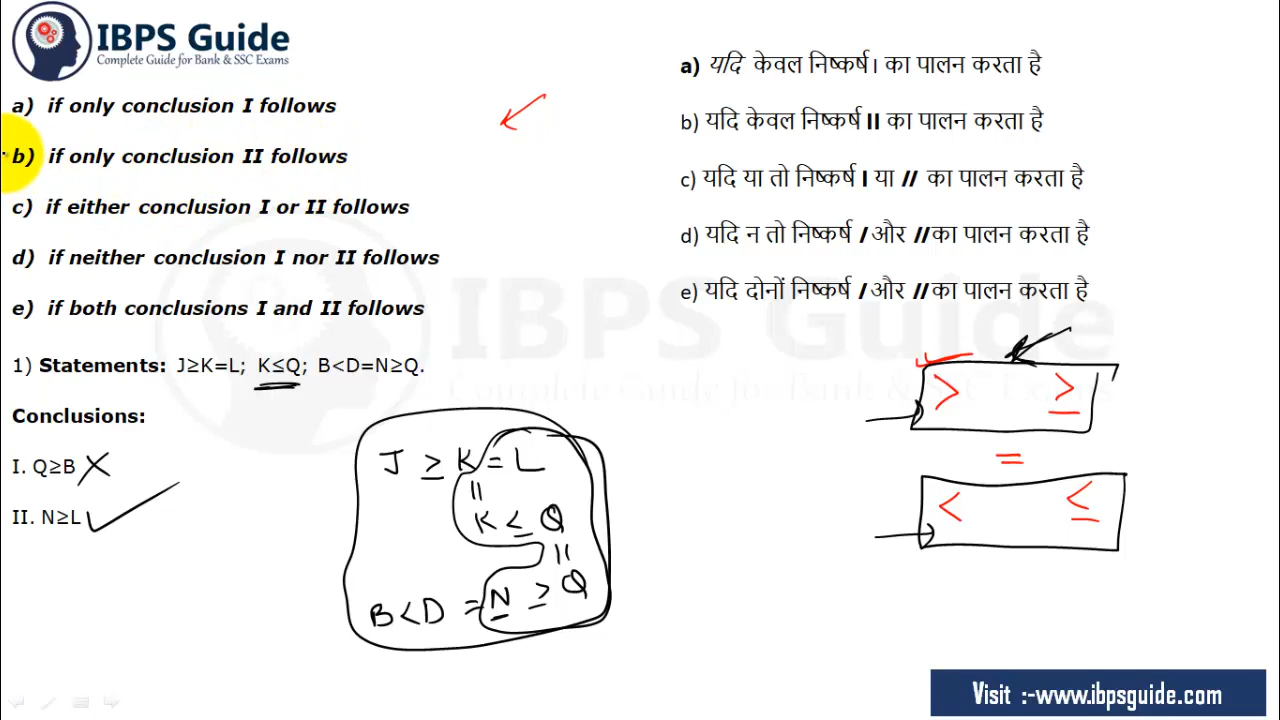 IBPS Guide
Complete Guide for Bank & SSC Exams
a) if only conclusion I follows
b) if only conclusion II follows
c) if either conclusion I or II follows
d) if neither conclusion I nor II follows
e) if both conclusions I and II follows
1) Statements: J≥K=L; K≤Q; B<D=N≥Q.
Conclusions:
I. Q≥B
II. N≥L
a) यदि केवल निष्कर्ष। का पालन करता है
b) यदि केवल निष्कर्ष II का पालन करता है
c) यदि या तो निष्कर्ष I या II का पालन करता है
d) यदि न तो निष्कर्ष I और II का पालन करता है
e) यदि दोनों निष्कर्ष I और II का पालन करता है
J ≥ K = L
=
K ≤ Q
=
B < D = N ≥ Q
> ≥
=
< ≤
IBPS Guide
Visit :-www.ibpsguide.com